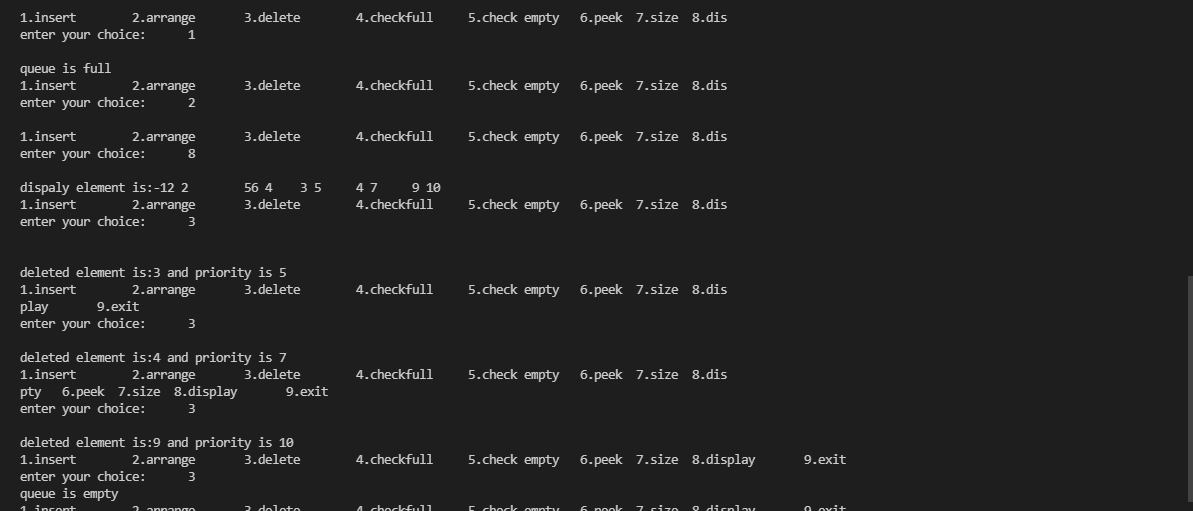 1.insert 2.arrange 3.delete 4.checkfull 5.check empty 6.peek 7.size 8.dis
enter your choice: 1
queue is full
1.insert 2.arrange 3.delete 4.checkfull 5.check empty 6.peek 7.size 8.dis
enter your choice: 2
1.insert 2.arrange 3.delete 4.checkfull 5.check empty 6.peek 7.size 8.dis
enter your choice: 8
dispaly element is:-12 2 56 4 3 5 4 7 9 10
1.insert 2.arrange 3.delete 4.checkfull 5.check empty 6.peek 7.size 8.dis
enter your choice: 3
deleted element is:3 and priority is 5
1.insert 2.arrange 3.delete 4.checkfull 5.check empty 6.peek 7.size 8.dis
play 9.exit
enter your choice: 3
deleted element is:4 and priority is 7
1.insert 2.arrange 3.delete 4.checkfull 5.check empty 6.peek 7.size 8.dis
pty 6.peek 7.size 8.display 9.exit
enter your choice: 3
deleted element is:9 and priority is 10
1.insert 2.arrange 3.delete 4.checkfull 5.check empty 6.peek 7.size 8.display 9.exit
enter your choice: 3
queue is empty
1.insert 2.arrange 3.delete 4.checkfull 5.check empty 6.peek 7.size 8.display 9.exit